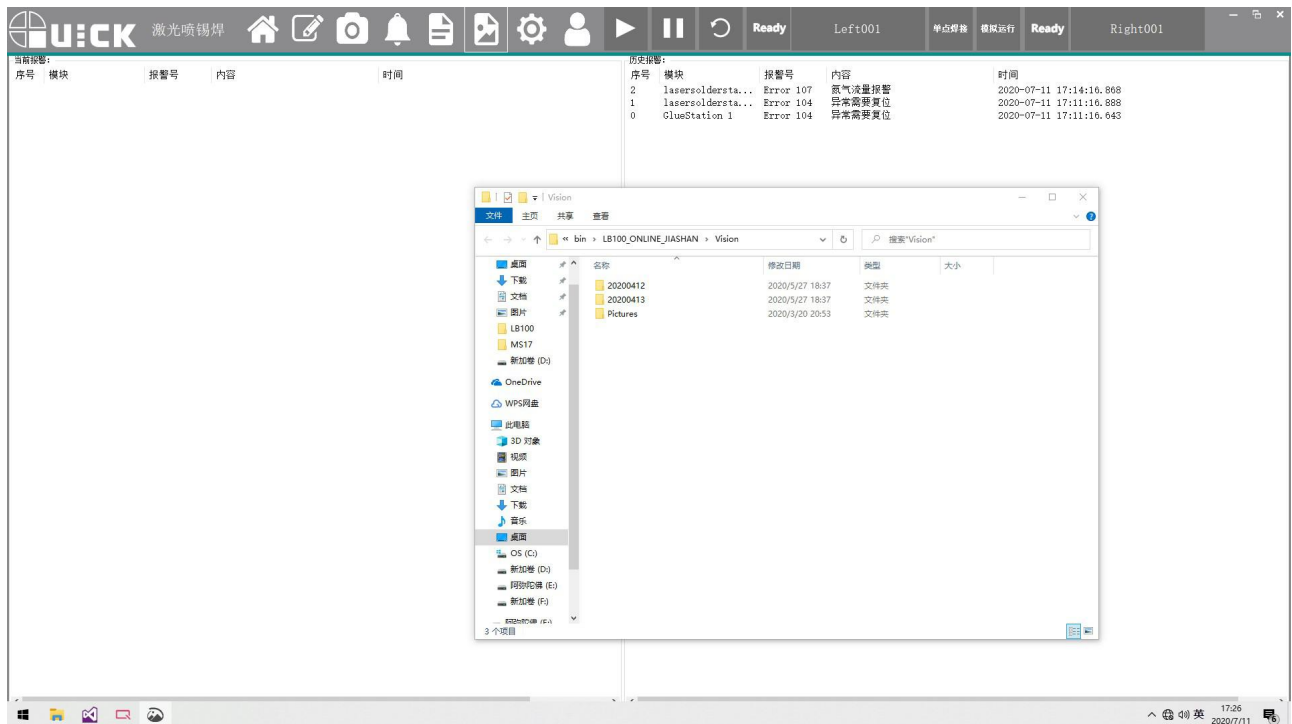 QUICK 激光喷锡焊 Ready Left001 单点焊接 模拟运行 Ready Right001
当前报警:
序号 模块 报警号 内容 时间
历史报警:
序号 模块 报警号 内容 时间
2 lasersoldersta... Error 107 氮气流量报警 2020-07-11 17:14:16.868
1 lasersoldersta... Error 104 异常需要复位 2020-07-11 17:11:16.888
0 GlueStation 1 Error 104 异常需要复位 2020-07-11 17:11:16.643
Vision
文件 主页 共享 查看
« bin › LB100_ONLINE_JIASHAN › Vision 搜索"Vision"
名称 修改日期 类型 大小
20200412 2020/5/27 18:37 文件夹
20200413 2020/5/27 18:37 文件夹
Pictures 2020/3/20 20:53 文件夹
桌面
下载
文档
图片
LB100
MS17
新加卷 (D:)
OneDrive
WPS网盘
此电脑
3D 对象
视频
图片
文档
下载
音乐
桌面
OS (C:)
新加卷 (D:)
阿弥陀佛 (E:)
新加卷 (F:)
阿弥陀佛 (E:)
3 个项目
英 17:26
2020/7/11
6